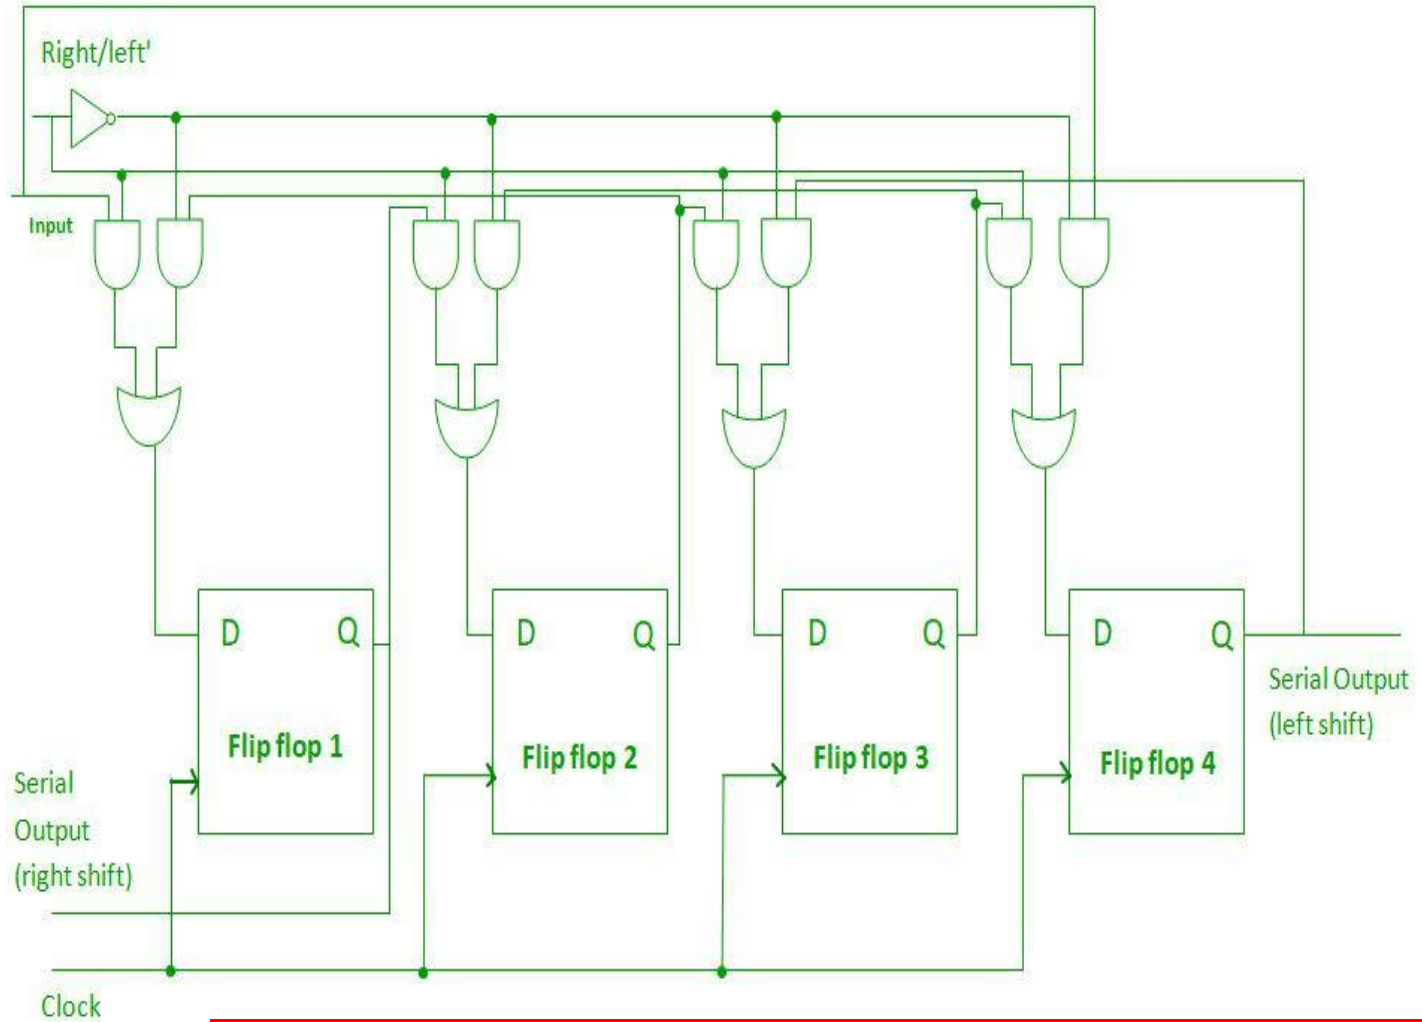 Right/left'
Input
D Q
D Q
D Q
D Q
Flip flop 1
Flip flop 2
Flip flop 3
Flip flop 4
Serial Output
(left shift)
Serial
Output
(right shift)
Clock